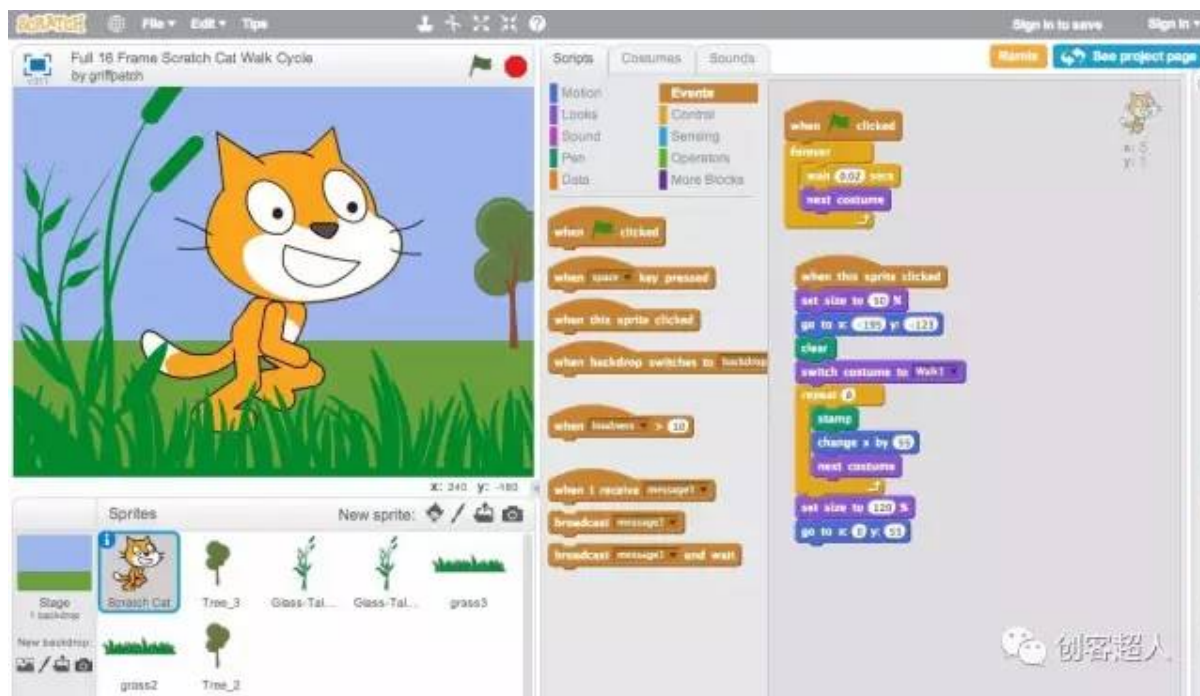 SCRATCH File Edit Tips
Sign in to save Sign in
Full 16 Frame Scratch Cat Walk Cycle
by griffpatch
Scripts Costumes Sounds
Remix See project page
Motion Events
Looks Control
Sound Sensing
Pen Operators
Data More Blocks
when clicked
when space key pressed
when this sprite clicked
when backdrop switches to backdrop
when loudness > 10
when I receive message1
broadcast message1
broadcast message1 and wait
when clicked
forever
wait 0.02 secs
next costume
when this sprite clicked
set size to %
go to x: -195 y: -123
clear
switch costume to Walk1
repeat 8
stamp
change x by 55
next costume
set size to 120 %
go to x: 0 y: 53
x: y:
x: 240 y: -180
Sprites New sprite:
Stage
1 backdrop
New backdrop:
Scratch Cat
Tree_3
Glass-Tal...
Glass-Tal...
grass3
grass2
Tree_2
创客超人